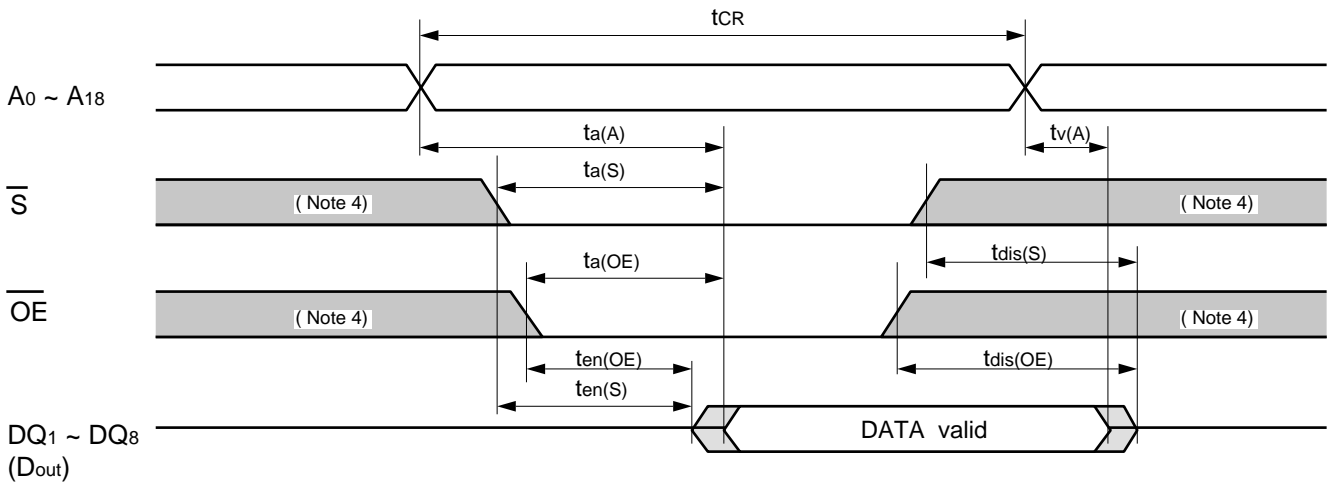 tCR
A0 ~ A18
ta(A)
tv(A)
ta(S)
S
( Note 4)
( Note 4)
ta(OE)
tdis(S)
OE
( Note 4)
( Note 4)
ten(OE)
tdis(OE)
ten(S)
DQ1 ~ DQ8
(Dout)
DATA valid